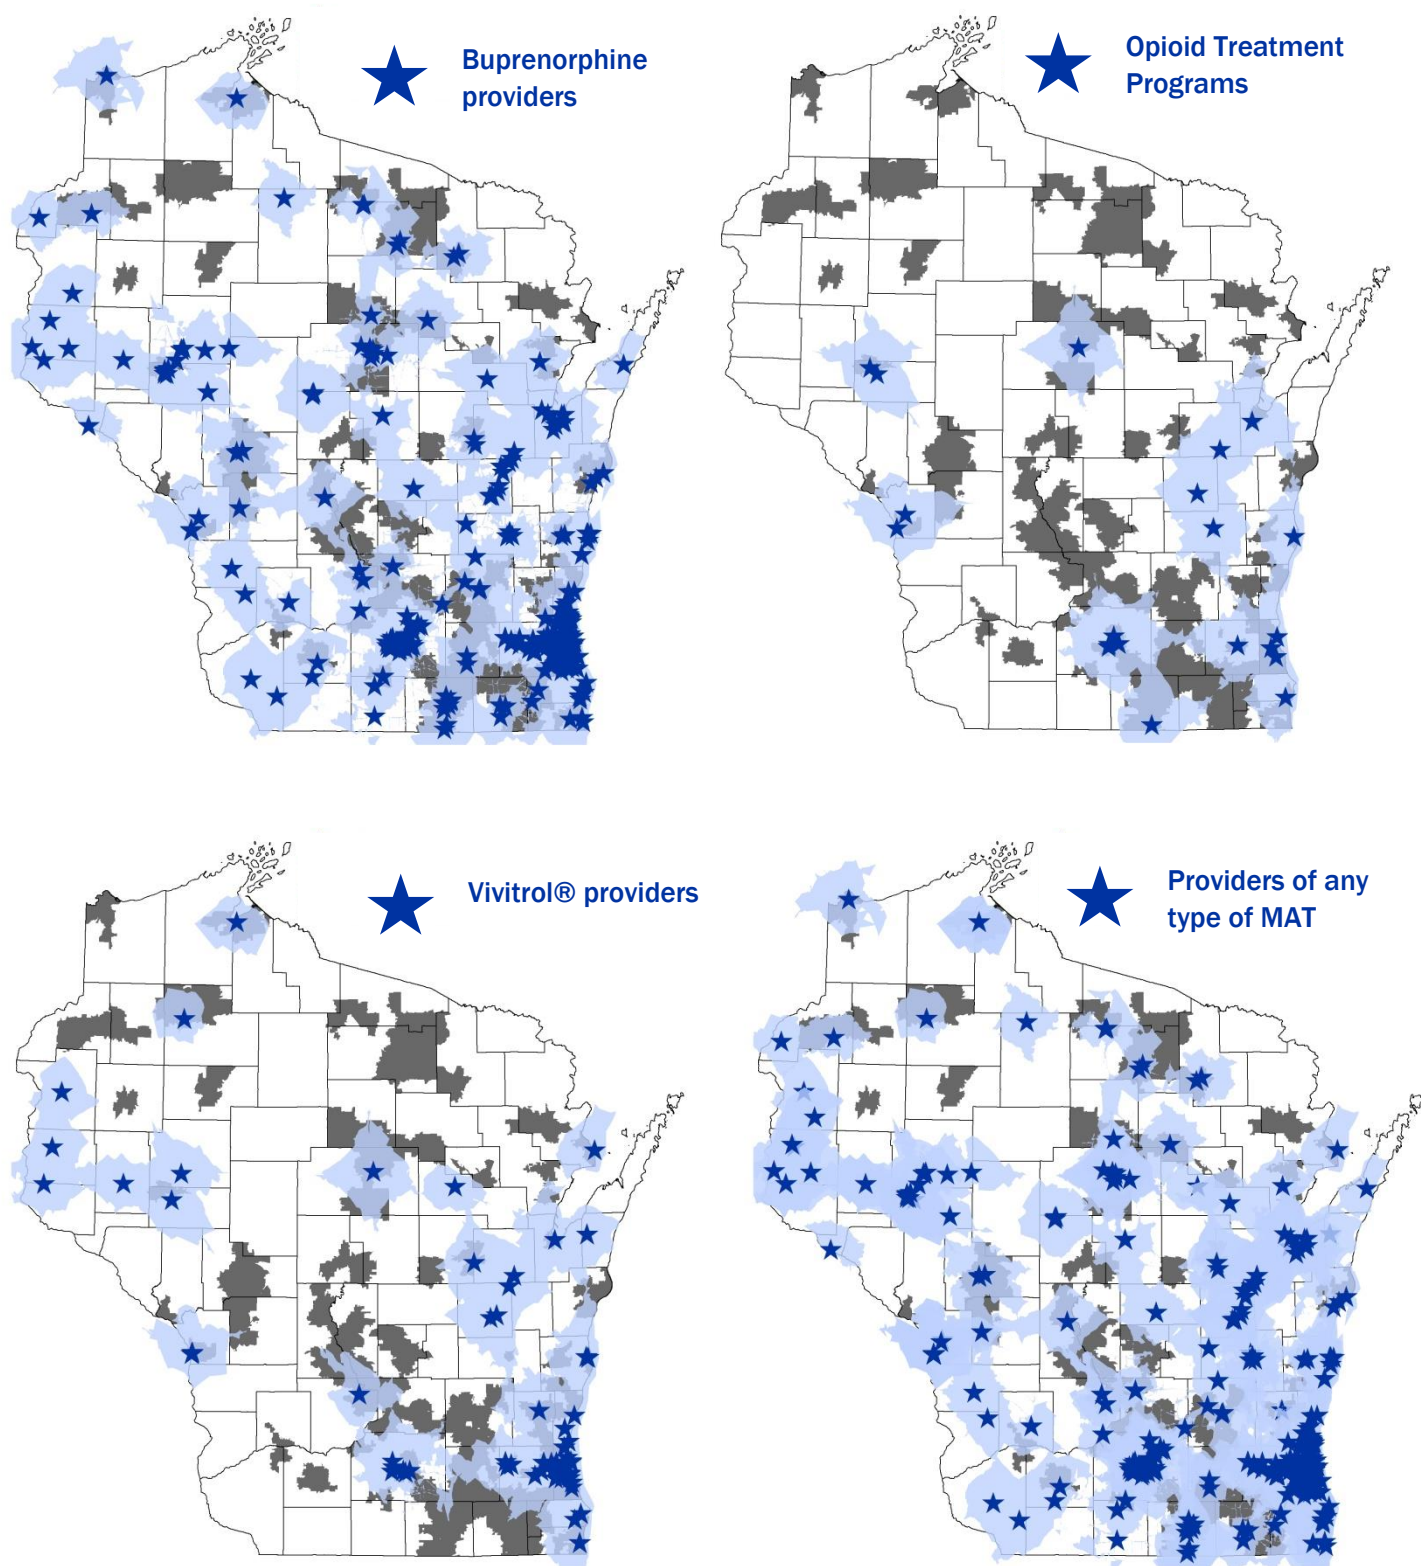 Buprenorphine
providers
Opioid Treatment
Programs
Vivitrol® providers
Providers of any
type of MAT